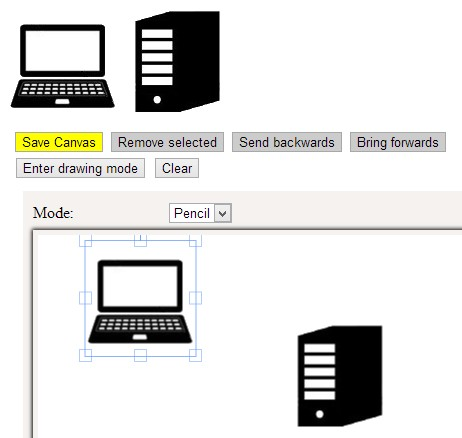 Save Canvas Remove selected Send backwards Bring forwards
Enter drawing mode Clear
Mode: Pencil